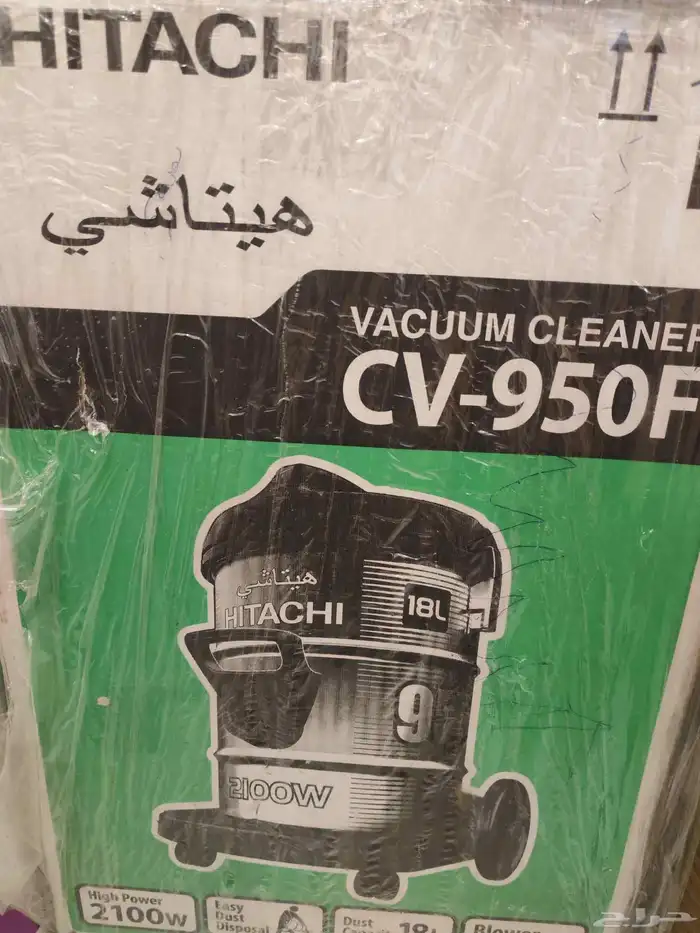 HITACHI
هيتاشي
VACUUM CLEANER
CV-950F
هيتاشي
HITACHI
18L
9
2100W
High Power
2100W
Easy
Dust
Disposal
Dust
18L
Blower
حراج